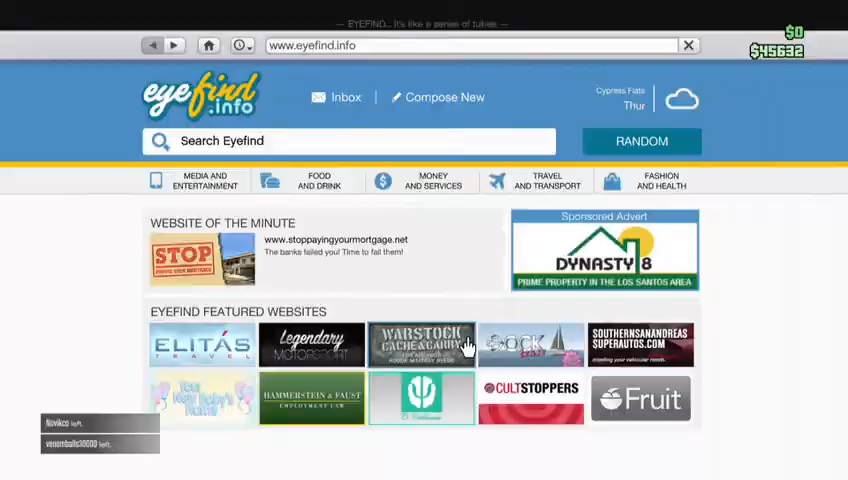 — EYEFIND... It's like a series of tubes —
$0
$45632
www.eyefind.info
eyefind.info
Inbox
Compose New
Cypress Flats
Thur
Search Eyefind
RANDOM
MEDIA AND ENTERTAINMENT
FOOD AND DRINK
MONEY AND SERVICES
TRAVEL AND TRANSPORT
FASHION AND HEALTH
WEBSITE OF THE MINUTE
www.stoppayingyourmortgage.net
The banks failed you! Time to fail them!
STOP
Sponsored Advert
DYNASTY 8
PRIME PROPERTY IN THE LOS SANTOS AREA
EYEFIND FEATURED WEBSITES
ELITÁS
TRAVEL
Legendary
MOTORSPORT
WARSTOCK
CACHE & CARRY
DOCK
SOUTHERNSANANDREAS
SUPERAUTOS.COM
HAMMERSTEIN & FAUST
EMPLOYMENT LAW
CULTSTOPPERS
Fruit
Novikco left.
venomballs35000 left.